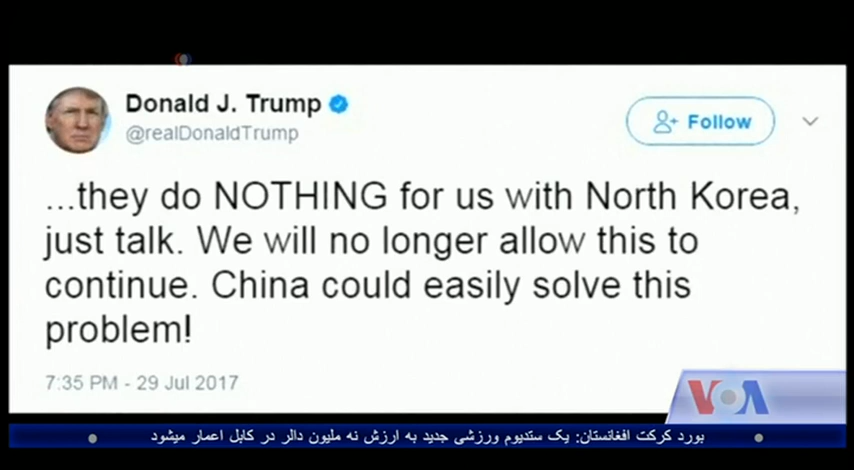 Donald J. Trump
@realDonaldTrump
Follow
...they do NOTHING for us with North Korea,
just talk. We will no longer allow this to
continue. China could easily solve this
problem!
7:35 PM - 29 Jul 2017
VOA
بورد کرکت افغانستان: یک ستدیوم ورزشی جدید به ارزش نه ملیون دالر در کابل اعمار میشود